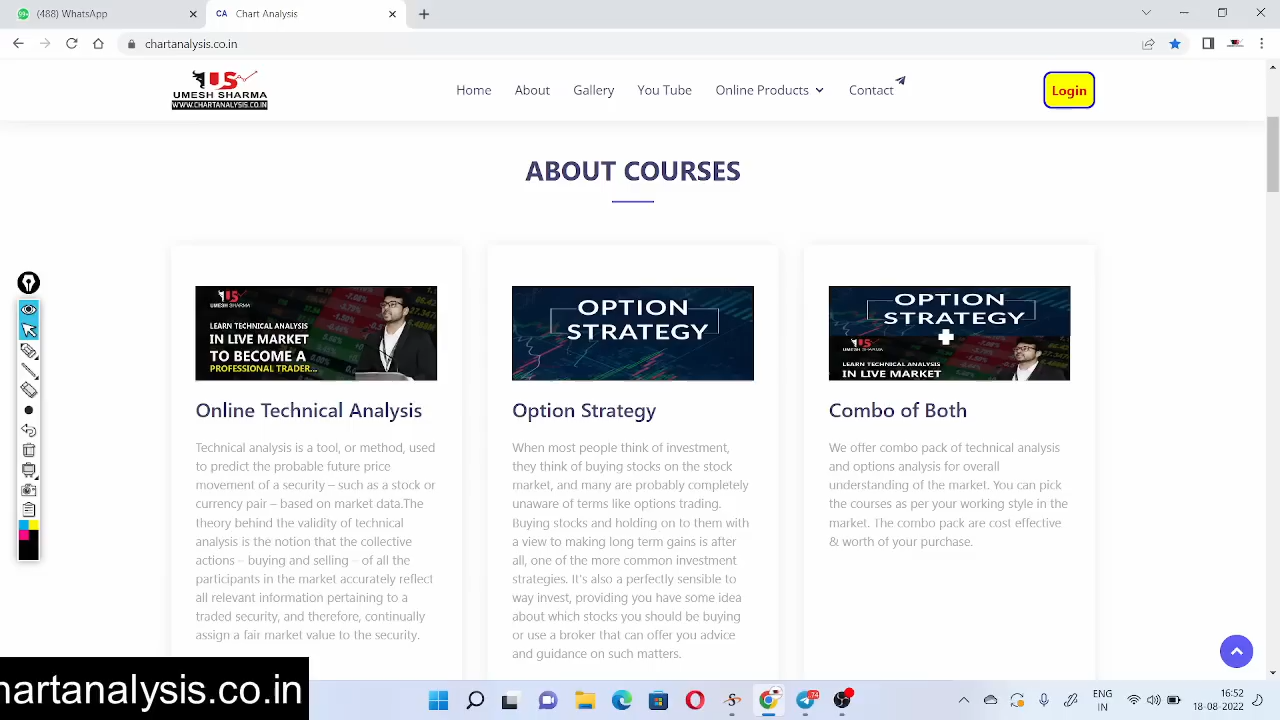 99+ (488) WhatsApp
CA Chart Analysis
chartanalysis.co.in
US
UMESH SHARMA
WWW.CHARTANALYSIS.CO.IN
Home About Gallery You Tube Online Products Contact
Login
ABOUT COURSES
US
UMESH SHARMA
LEARN TECHNICAL ANALYSIS
IN LIVE MARKET
TO BECOME A
PROFESSIONAL TRADER...
Online Technical Analysis
Technical analysis is a tool, or method, used
to predict the probable future price
movement of a security – such as a stock or
currency pair – based on market data.The
theory behind the validity of technical
analysis is the notion that the collective
actions – buying and selling – of all the
participants in the market accurately reflect
all relevant information pertaining to a
traded security, and therefore, continually
assign a fair market value to the security.
OPTION
STRATEGY
Option Strategy
When most people think of investment,
they think of buying stocks on the stock
market, and many are probably completely
unaware of terms like options trading.
Buying stocks and holding on to them with
a view to making long term gains is after
all, one of the more common investment
strategies. It's also a perfectly sensible to
way invest, providing you have some idea
about which stocks you should be buying
or use a broker that can offer you advice
and guidance on such matters.
OPTION
STRATEGY
US
UMESH SHARMA
LEARN TECHNICAL ANALYSIS
IN LIVE MARKET
Combo of Both
We offer combo pack of technical analysis
and options analysis for overall
understanding of the market. You can pick
the courses as per your working style in the
market. The combo pack are cost effective
& worth of your purchase.
hartanalysis.co.in
ENG
IN
16:52